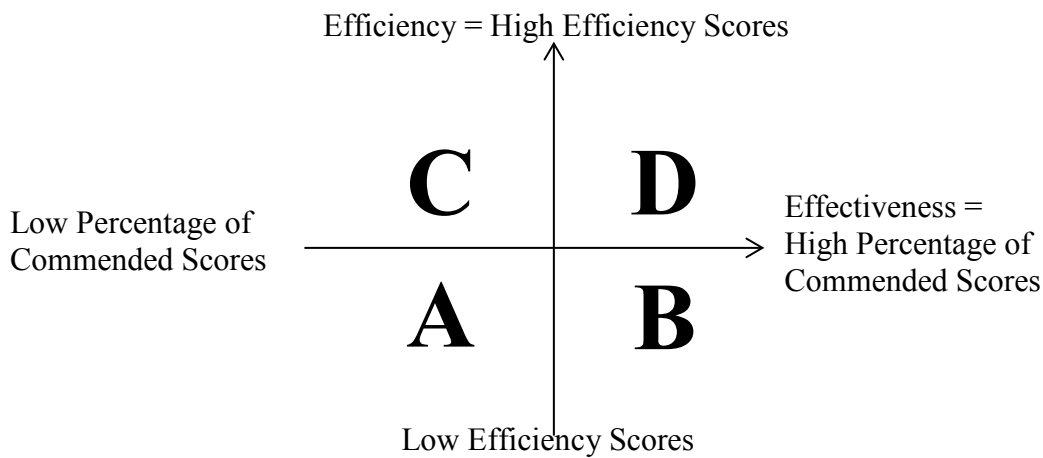 Efficiency = High Efficiency Scores
C
D
Low Percentage of
Commended Scores
Effectiveness =
High Percentage of
Commended Scores
A
B
Low Efficiency Scores